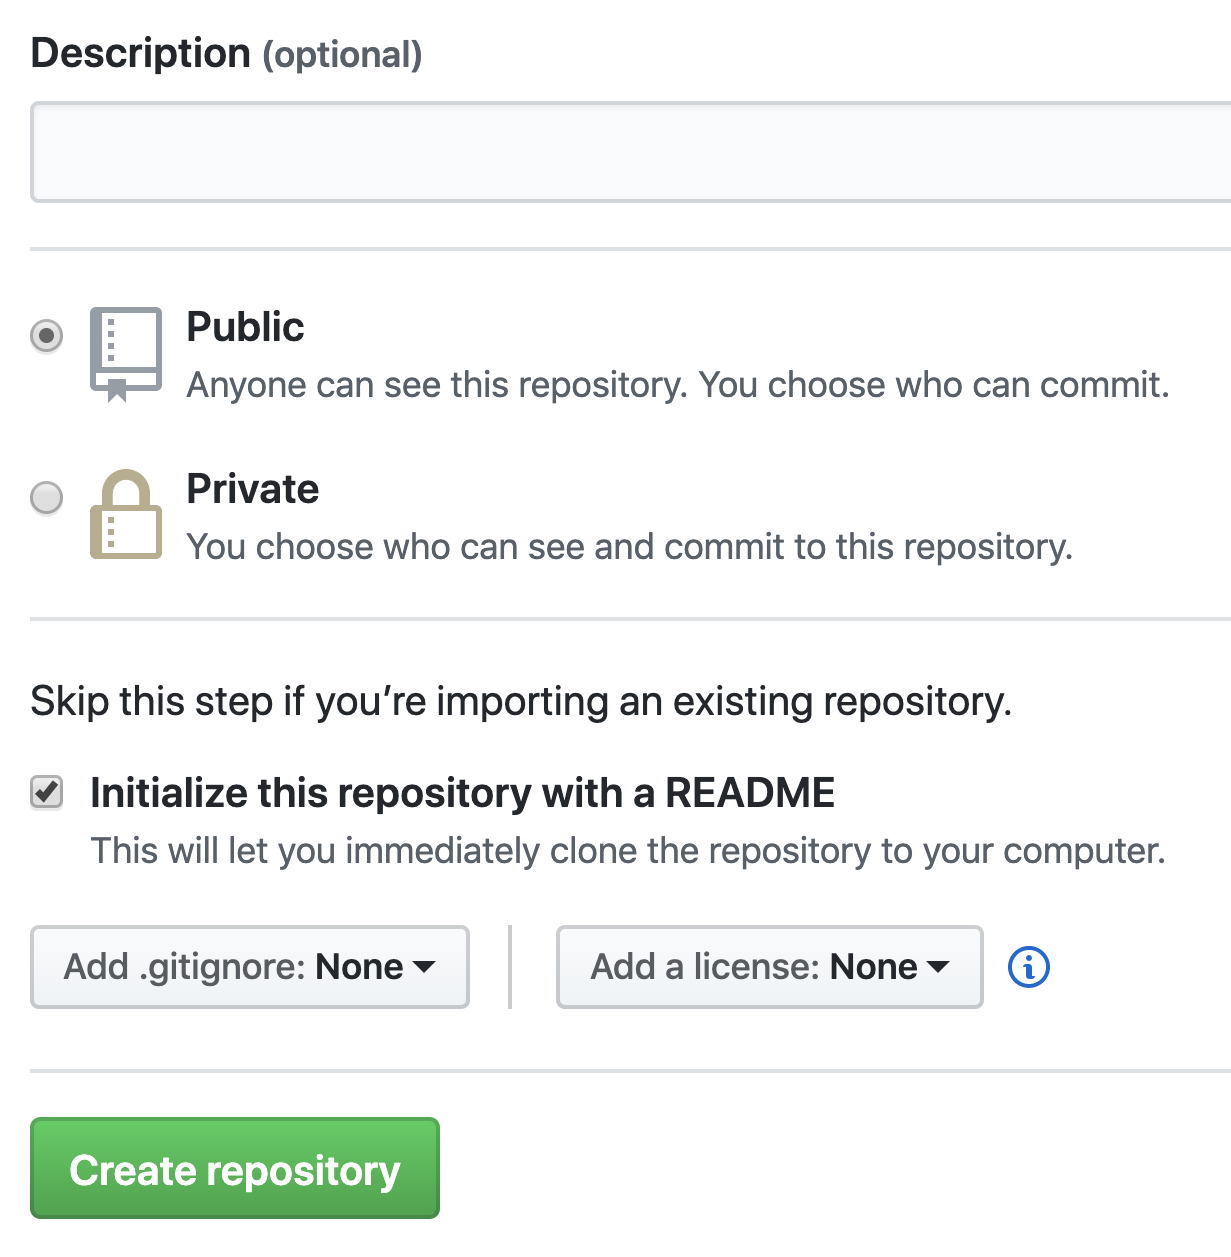 Description (optional)
Public
Anyone can see this repository. You choose who can commit.
Private
You choose who can see and commit to this repository.
Skip this step if you’re importing an existing repository.
Initialize this repository with a README
This will let you immediately clone the repository to your computer.
Add .gitignore: None
Add a license: None
Create repository